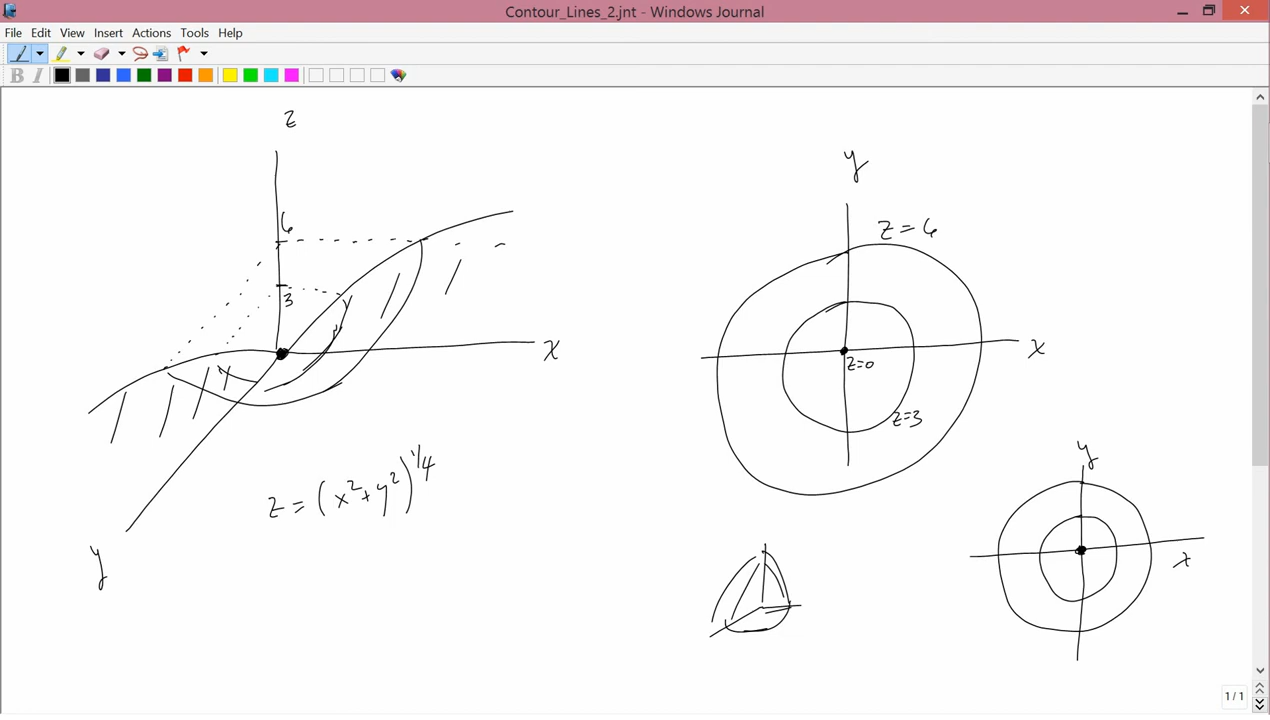 Contour_Lines_2.jnt - Windows Journal
File Edit View Insert Actions Tools Help
B I
z
6
3
x
y
z = (x²+y²)^1/4
y
z = 6
x
z=0
z=3
y
x
1 / 1